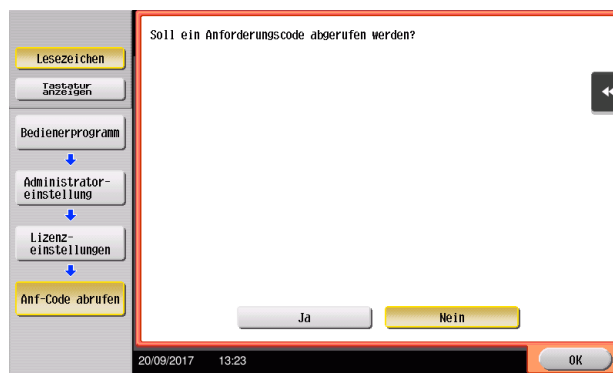 Soll ein Anforderungscode abgerufen werden?
Lesezeichen
Tastatur
anzeigen
Bedienerprogramm
Administrator-
einstellung
Lizenz-
einstellungen
Anf-Code abrufen
Ja
Nein
20/09/2017 13:23
OK